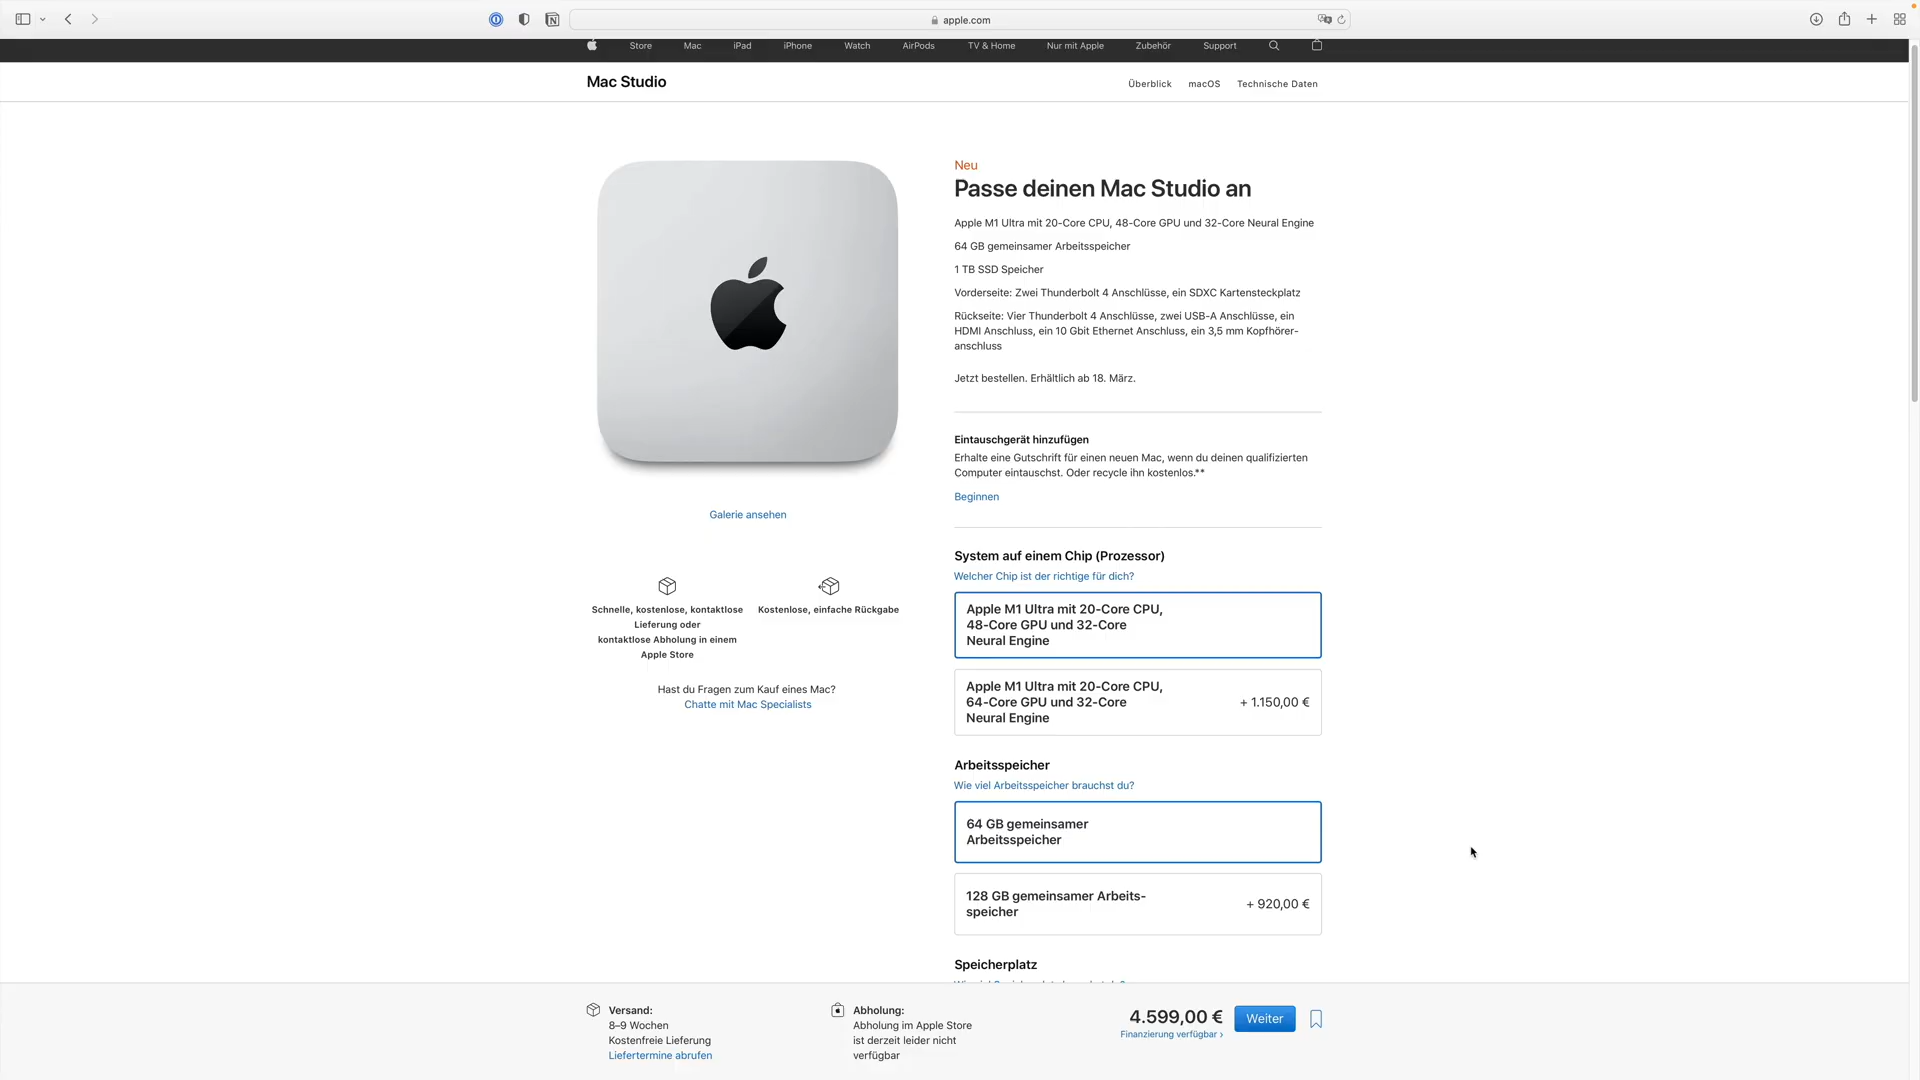 apple.com
Store Mac iPad iPhone Watch AirPods TV & Home Nur mit Apple Zubehör Support
Mac Studio
Überblick macOS Technische Daten
Neu
Passe deinen Mac Studio an
Apple M1 Ultra mit 20-Core CPU, 48-Core GPU und 32-Core Neural Engine
64 GB gemeinsamer Arbeitsspeicher
1 TB SSD Speicher
Vorderseite: Zwei Thunderbolt 4 Anschlüsse, ein SDXC Kartensteckplatz
Rückseite: Vier Thunderbolt 4 Anschlüsse, zwei USB-A Anschlüsse, ein
HDMI Anschluss, ein 10 Gbit Ethernet Anschluss, ein 3,5 mm Kopfhörer-
anschluss
Jetzt bestellen. Erhältlich ab 18. März.
Eintauschgerät hinzufügen
Erhalte eine Gutschrift für einen neuen Mac, wenn du deinen qualifizierten
Computer eintauschst. Oder recycle ihn kostenlos.**
Beginnen
Galerie ansehen
Schnelle, kostenlose, kontaktlose
Lieferung oder
kontaktlose Abholung in einem
Apple Store
Kostenlose, einfache Rückgabe
Hast du Fragen zum Kauf eines Mac?
Chatte mit Mac Specialists
System auf einem Chip (Prozessor)
Welcher Chip ist der richtige für dich?
Apple M1 Ultra mit 20-Core CPU,
48-Core GPU und 32-Core
Neural Engine
Apple M1 Ultra mit 20-Core CPU,
64-Core GPU und 32-Core
Neural Engine
+ 1.150,00 €
Arbeitsspeicher
Wie viel Arbeitsspeicher brauchst du?
64 GB gemeinsamer
Arbeitsspeicher
128 GB gemeinsamer Arbeits-
speicher
+ 920,00 €
Speicherplatz
Versand:
8–9 Wochen
Kostenfreie Lieferung
Liefertermine abrufen
Abholung:
Abholung im Apple Store
ist derzeit leider nicht
verfügbar
4.599,00 €
Finanzierung verfügbar ›
Weiter